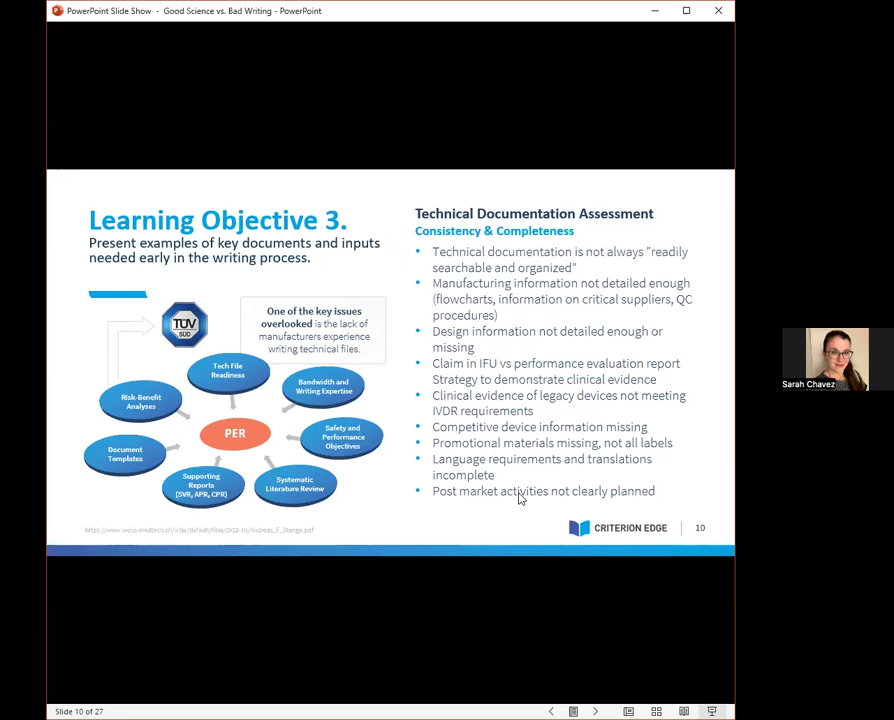 PowerPoint Slide Show - Good Science vs. Bad Writing - PowerPoint
Learning Objective 3.
Present examples of key documents and inputs
needed early in the writing process.
TÜV
SÜD
One of the key issues
overlooked is the lack of
manufacturers experience
writing technical files.
Tech File
Readiness
Bandwidth and
Writing Expertise
Risk-Benefit
Analyses
PER
Safety and
Performance
Objectives
Document
Templates
Supporting
Reports
(SVR, APR, CPR)
Systematic
Literature Review
https://www.swiss-medtech.ch/sites/default/files/2022-10/Andreas_F_Stange.pdf
Technical Documentation Assessment
Consistency & Completeness
• Technical documentation is not always "readily
searchable and organized"
• Manufacturing information not detailed enough
(flowcharts, information on critical suppliers, QC
procedures)
• Design information not detailed enough or
missing
• Claim in IFU vs performance evaluation report
Strategy to demonstrate clinical evidence
• Clinical evidence of legacy devices not meeting
IVDR requirements
• Competitive device information missing
• Promotional materials missing, not all labels
• Language requirements and translations
incomplete
• Post market activities not clearly planned
CRITERION EDGE
10
Sarah Chavez
Slide 10 of 27